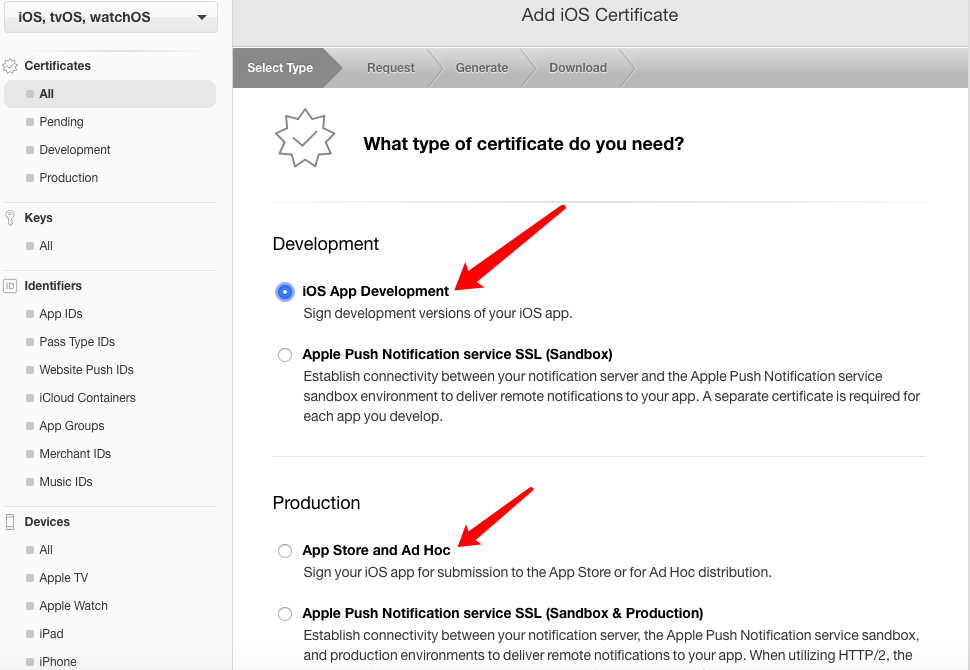 iOS, tvOS, watchOS
Certificates
All
Pending
Development
Production
Keys
All
ID
Identifiers
App IDs
Pass Type IDs
Website Push IDs
iCloud Containers
App Groups
Merchant IDs
Music IDs
Devices
All
Apple TV
Apple Watch
iPad
iPhone
Add iOS Certificate
Select Type
Request
Generate
Download
What type of certificate do you need?
Development
iOS App Development
Sign development versions of your iOS app.
Apple Push Notification service SSL (Sandbox)
Establish connectivity between your notification server and the Apple Push Notification service
sandbox environment to deliver remote notifications to your app. A separate certificate is required for
each app you develop.
Production
App Store and Ad Hoc
Sign your iOS app for submission to the App Store or for Ad Hoc distribution.
Apple Push Notification service SSL (Sandbox & Production)
Establish connectivity between your notification server, the Apple Push Notification service sandbox,
and production environments to deliver remote notifications to your app. When utilizing HTTP/2, the